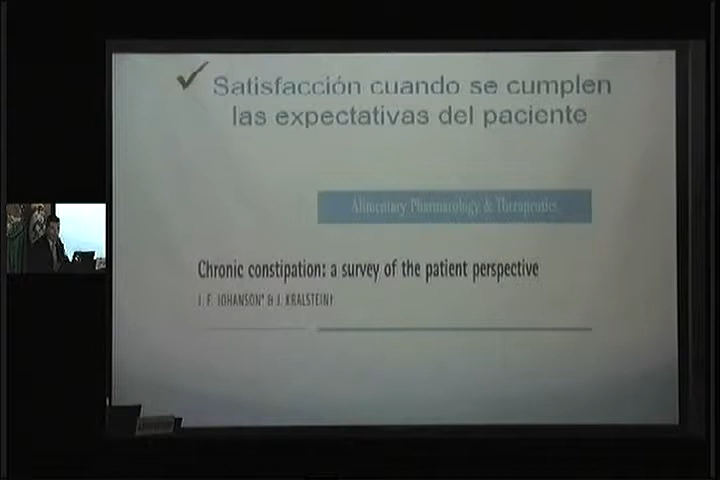 Satisfacción cuando se cumplen
las expectativas del paciente
Alimentary Pharmacology & Therapeutics
Chronic constipation: a survey of the patient perspective
J. F. JOHANSON* & J. KRALSTEIN†